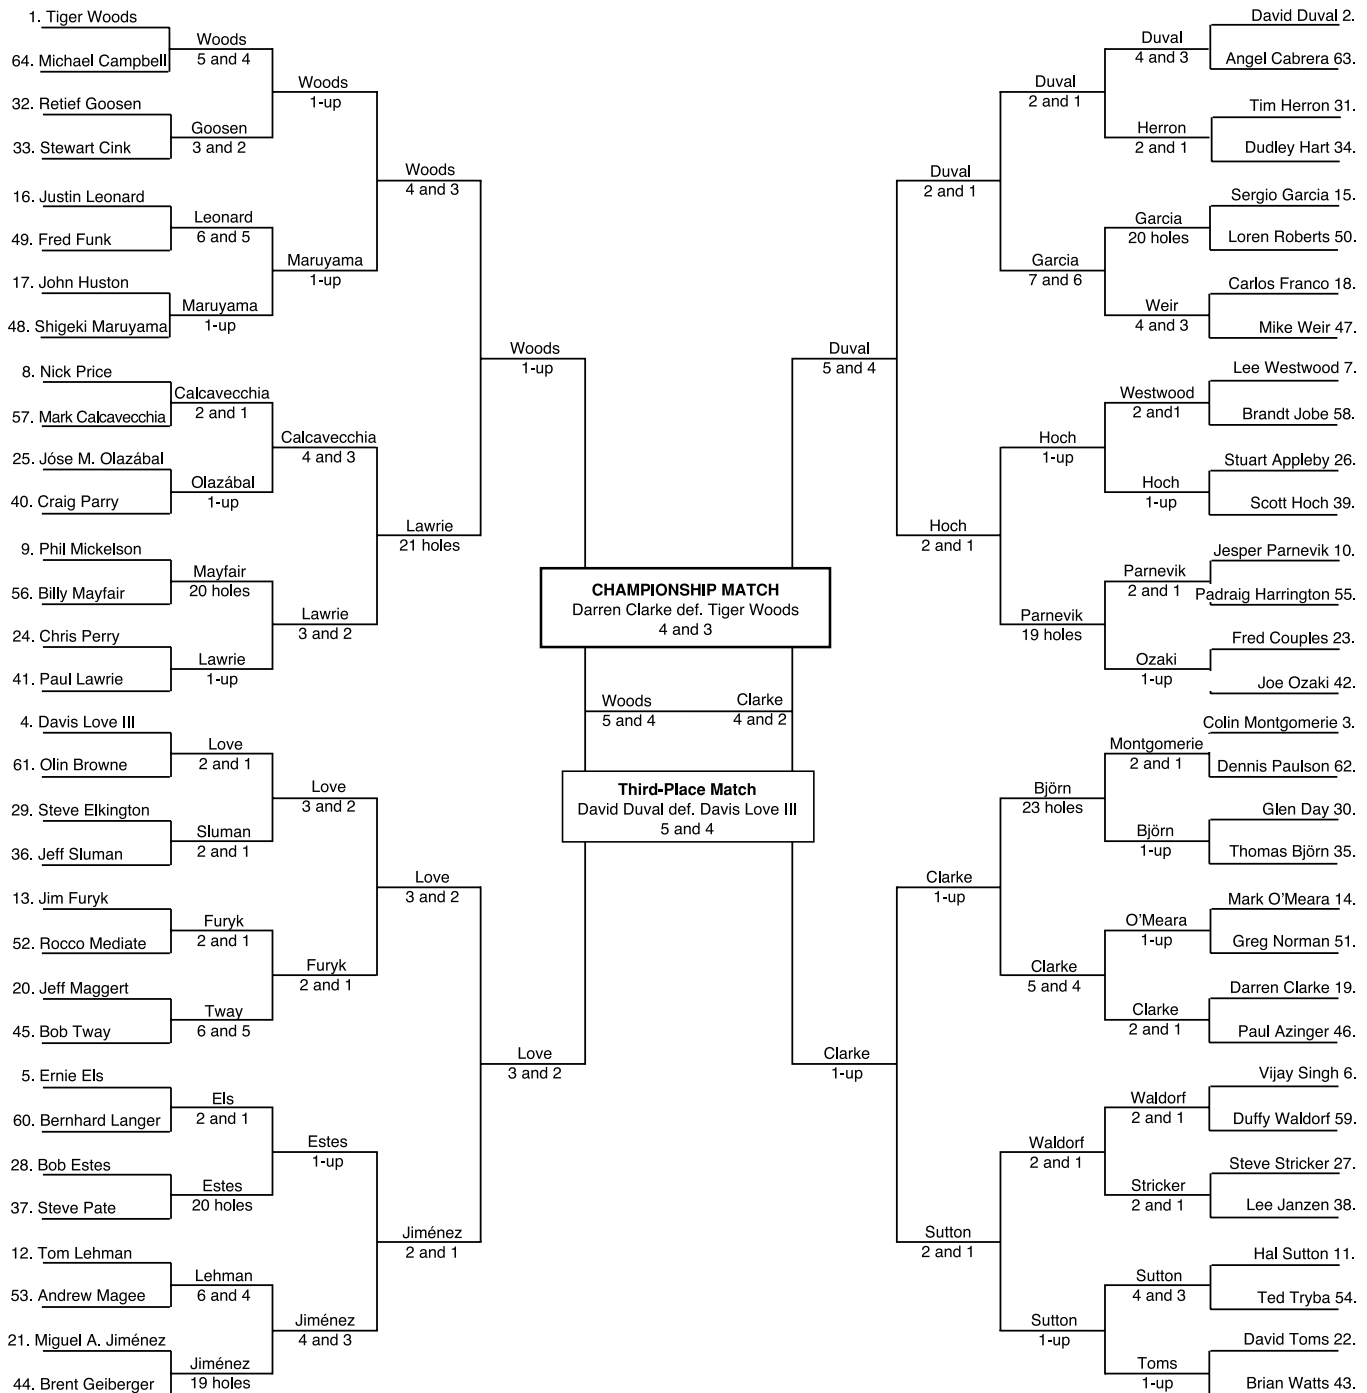 1. Tiger Woods
64. Michael Campbell
32. Retief Goosen
33. Stewart Cink
16. Justin Leonard
49. Fred Funk
17. John Huston
48. Shigeki Maruyama
8. Nick Price
57. Mark Calcavecchia
25. Jóse M. Olazábal
40. Craig Parry
9. Phil Mickelson
56. Billy Mayfair
24. Chris Perry
41. Paul Lawrie
4. Davis Love III
61. Olin Browne
29. Steve Elkington
36. Jeff Sluman
13. Jim Furyk
52. Rocco Mediate
20. Jeff Maggert
45. Bob Tway
5. Ernie Els
60. Bernhard Langer
28. Bob Estes
37. Steve Pate
12. Tom Lehman
53. Andrew Magee
21. Miguel A. Jiménez
44. Brent Geiberger
Woods
5 and 4
Goosen
3 and 2
Leonard
6 and 5
Maruyama
1-up
Calcavecchia
2 and 1
Olazábal
1-up
Mayfair
20 holes
Lawrie
1-up
Love
2 and 1
Sluman
2 and 1
Furyk
2 and 1
Tway
6 and 5
Els
2 and 1
Estes
20 holes
Lehman
6 and 4
Jiménez
19 holes
Woods
1-up
Maruyama
1-up
Calcavecchia
4 and 3
Lawrie
3 and 2
Love
3 and 2
Furyk
2 and 1
Estes
1-up
Jiménez
4 and 3
Woods
4 and 3
Lawrie
21 holes
Love
3 and 2
Jiménez
2 and 1
Woods
1-up
Love
3 and 2
CHAMPIONSHIP MATCH
Darren Clarke def. Tiger Woods
4 and 3
Woods
5 and 4
Clarke
4 and 2
Third-Place Match
David Duval def. Davis Love III
5 and 4
Duval
5 and 4
Clarke
1-up
Duval
2 and 1
Hoch
2 and 1
Clarke
1-up
Sutton
2 and 1
Duval
2 and 1
Garcia
7 and 6
Hoch
1-up
Parnevik
19 holes
Björn
23 holes
Clarke
5 and 4
Waldorf
2 and 1
Sutton
1-up
Duval
4 and 3
Herron
2 and 1
Garcia
20 holes
Weir
4 and 3
Westwood
2 and1
Hoch
1-up
Parnevik
2 and 1
Ozaki
1-up
Montgomerie
2 and 1
Björn
1-up
O’Meara
1-up
Clarke
2 and 1
Waldorf
2 and 1
Stricker
2 and 1
Sutton
4 and 3
Toms
1-up
David Duval 2.
Angel Cabrera 63.
Tim Herron 31.
Dudley Hart 34.
Sergio Garcia 15.
Loren Roberts 50.
Carlos Franco 18.
Mike Weir 47.
Lee Westwood 7.
Brandt Jobe 58.
Stuart Appleby 26.
Scott Hoch 39.
Jesper Parnevik 10.
Padraig Harrington 55.
Fred Couples 23.
Joe Ozaki 42.
Colin Montgomerie 3.
Dennis Paulson 62.
Glen Day 30.
Thomas Björn 35.
Mark O’Meara 14.
Greg Norman 51.
Darren Clarke 19.
Paul Azinger 46.
Vijay Singh 6.
Duffy Waldorf 59.
Steve Stricker 27.
Lee Janzen 38.
Hal Sutton 11.
Ted Tryba 54.
David Toms 22.
Brian Watts 43.